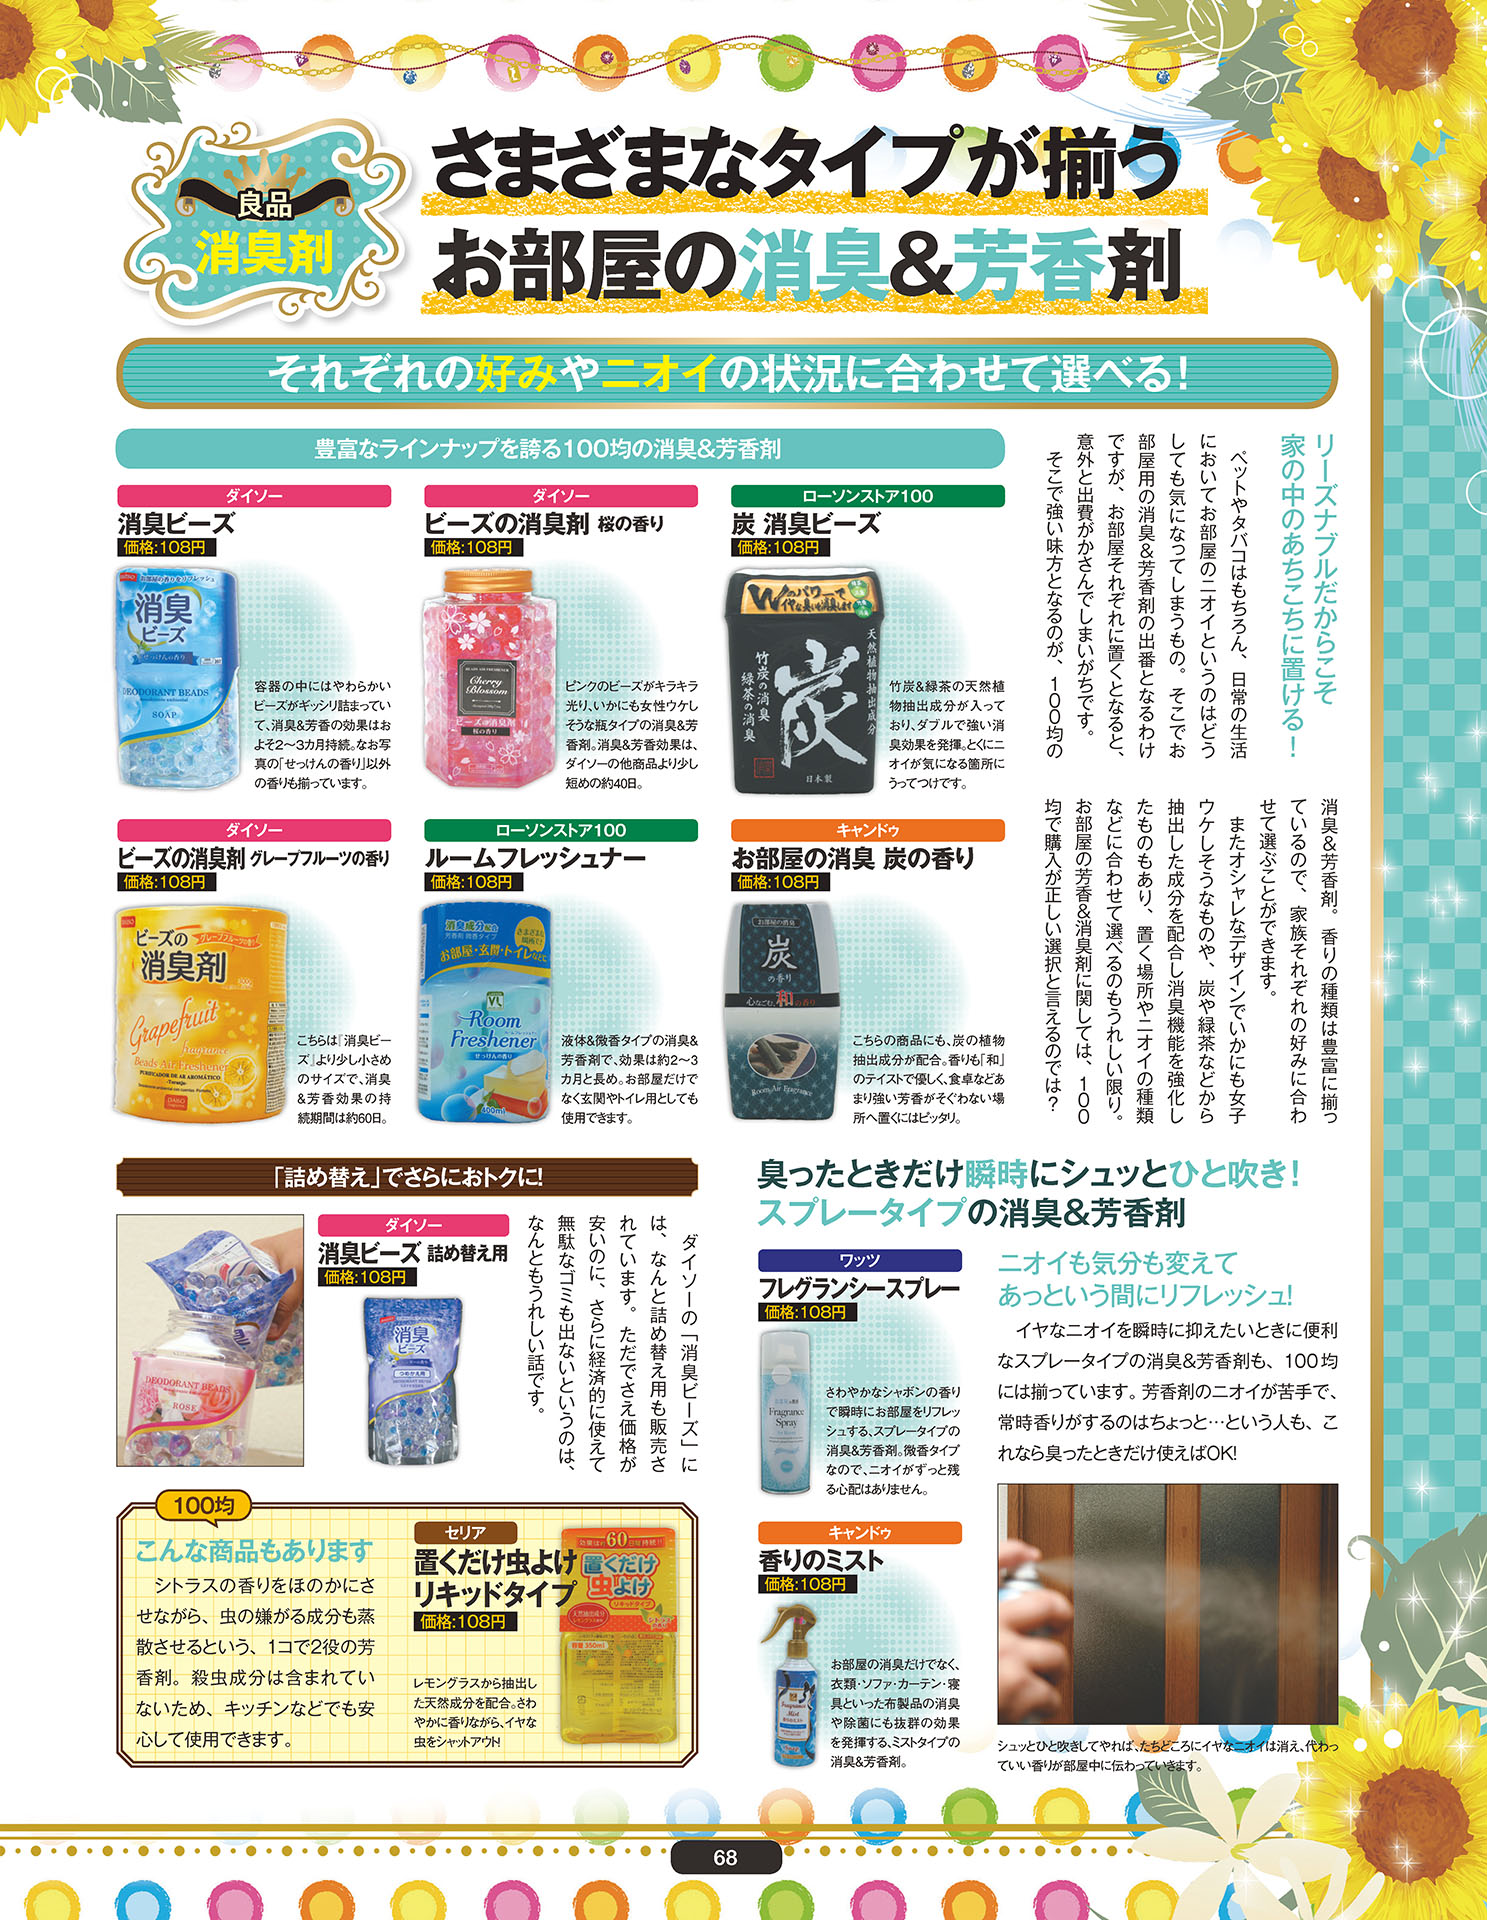 良品
消臭剤
さまざまなタイプが揃う
お部屋の消臭&芳香剤
それぞれの好みやニオイの状況に合わせて選べる!
リーズナブルだからこそ
家の中のあちこちに置ける!
ペットやタバコはもちろん、日常の生活
においてお部屋のニオイというのはどう
しても気になってしまうもの。そこでお
部屋用の消臭&芳香剤の出番となるわけ
ですが、お部屋それぞれに置くとなると、
意外と出費がかさんでしまいがちです。
そこで強い味方となるのが、100均の
消臭&芳香剤。香りの種類は豊富に揃っ
ているので、家族それぞれの好みに合わ
せて選ぶことができます。
またオシャレなデザインでいかにも女子
ウケしそうなものや、炭や緑茶などから
抽出した成分を配合し消臭機能を強化し
たものもあり、置く場所やニオイの種類
などに合わせて選べるのもうれしい限り。
お部屋の芳香&消臭剤に関しては、100
均で購入が正しい選択と言えるのでは?
豊富なラインナップを誇る100均の消臭&芳香剤
ダイソー
消臭ビーズ
価格:108円
お部屋の香りをリフレッシュ
消臭
ビーズ
せっけんの香り
DEODORANT BEADS
SOAP
容器の中にはやわらかい
ビーズがギッシリ詰まってい
て、消臭&芳香の効果はお
よそ2〜3カ月持続。なお写
真の「せっけんの香り」以外
の香りも揃っています。
ダイソー
ビーズの消臭剤 桜の香り
価格:108円
BEADS AIR FRESHENER
Cherry
Blossom
ビーズの消臭剤
桜の香り
ピンクのビーズがキラキラ
光り、いかにも女性ウケし
そうな瓶タイプの消臭&芳
香剤。消臭&芳香効果は、
ダイソーの他商品より少し
短めの約40日。
ローソンストア100
炭 消臭ビーズ
価格:108円
Wのパワーで
イヤな臭いも消臭します
炭
天然植物抽出成分
竹炭の消臭
緑茶の消臭
日本製
竹炭&緑茶の天然植
物抽出成分が入って
おり、ダブルで強い消
臭効果を発揮。とくにニ
オイが気になる箇所に
うってつけです。
ダイソー
ビーズの消臭剤 グレープフルーツの香り
価格:108円
DAISO
ビーズの
グレープフルーツの香り
消臭剤
Grapefruit
fragrance
Beads Air Freshener
PURIFICADOR DE AR AROMÁTICO
-Toranja-
DAISO
こちらは『消臭ビー
ズ』より少し小さめ
のサイズで、消臭
&芳香効果の持
続期間は約60日。
ローソンストア100
ルームフレッシュナー
価格:108円
消臭成分配合
芳香剤 微香タイプ
さまざまな
場所で!
お部屋・玄関・トイレなどに
VL
Room
Freshener
ルームフレッシュナー
せっけんの香り
400ml
液体&微香タイプの消臭&
芳香剤で、効果は約2〜3
カ月と長め。お部屋だけで
なく玄関やトイレ用としても
使用できます。
キャンドゥ
お部屋の消臭 炭の香り
価格:108円
お部屋の消臭
炭
の香り
心なごむ、和の香り
Room Air Fragrance
こちらの商品にも、炭の植物
抽出成分が配合。香りも「和」
のテイストで優しく、食卓などあ
まり強い芳香がそぐわない場
所へ置くにはピッタリ。
「詰め替え」でさらにおトクに!
DEODORANT BEADS
ROSE
ダイソー
消臭ビーズ 詰め替え用
価格:108円
消臭
ビーズ
つめかえ用
DEODORANT BEADS
ダイソーの「消臭ビーズ」に
は、なんと詰め替え用も販売さ
れています。ただでさえ価格が
安いのに、さらに経済的に使えて
無駄なゴミも出ないというのは、
なんともうれしい話です。
100均
こんな商品もあります
シトラスの香りをほのかにさ
せながら、虫の嫌がる成分も蒸
散させるという、1コで2役の芳
香剤。殺虫成分は含まれてい
ないため、キッチンなどでも安
心して使用できます。
セリア
置くだけ虫よけ
リキッドタイプ
価格:108円
レモングラスから抽出し
た天然成分を配合。さわ
やかに香りながら、イヤな
虫をシャットアウト!
効果は約60日持続!!
置くだけ
虫よけ
リキッドタイプ
天然抽出成分
レモングラス使用
容量 350ml
臭ったときだけ瞬時にシュッとひと吹き!
スプレータイプの消臭&芳香剤
ワッツ
フレグランシースプレー
価格:108円
Fragrance
Spray
さわやかなシャボンの香り
で瞬時にお部屋をリフレッ
シュする、スプレータイプの
消臭&芳香剤。微香タイプ
なので、ニオイがずっと残
る心配はありません。
キャンドゥ
香りのミスト
価格:108円
Fragrance
Mist
お部屋の消臭だけでなく、
衣類・ソファ・カーテン・寝
具といった布製品の消臭
や除菌にも抜群の効果
を発揮する、ミストタイプの
消臭&芳香剤。
ニオイも気分も変えて
あっという間にリフレッシュ!
イヤなニオイを瞬時に抑えたいときに便利
なスプレータイプの消臭&芳香剤も、100均
には揃っています。芳香剤のニオイが苦手で、
常時香りがするのはちょっと…という人も、こ
れなら臭ったときだけ使えばOK!
シュッとひと吹きしてやれば、たちどころにイヤなニオイは消え、代わっ
ていい香りが部屋中に伝わっていきます。
68